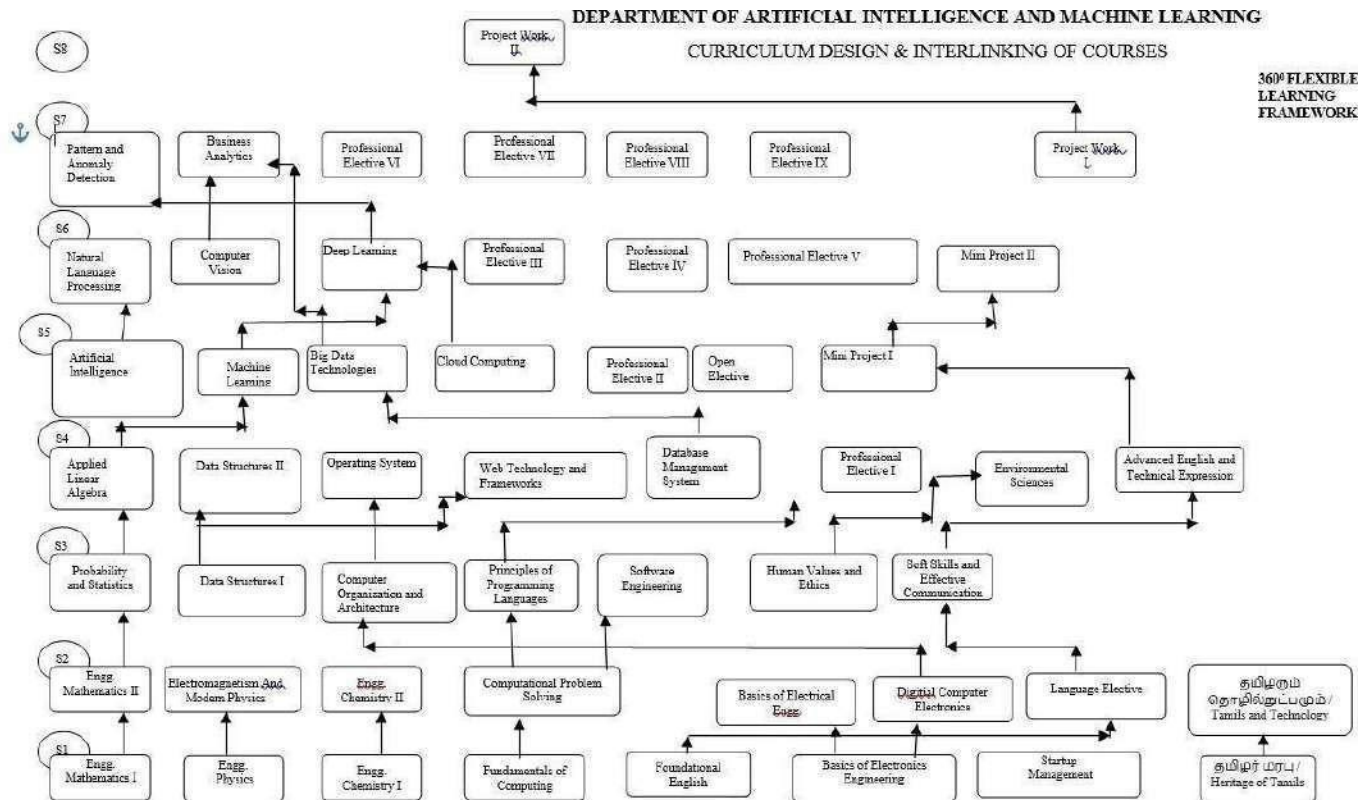 DEPARTMENT OF ARTIFICIAL INTELLIGENCE AND MACHINE LEARNING
CURRICULUM DESIGN & INTERLINKING OF COURSES
360⁰ FLEXIBLE
LEARNING
FRAMEWORK
S8
Project Work
II
S7
Pattern and
Anomaly
Detection
Business
Analytics
Professional
Elective VI
Professional
Elective VII
Professional
Elective VIII
Professional
Elective IX
Project Work
I
S6
Natural
Language
Processing
Computer
Vision
Deep Learning
Professional
Elective III
Professional
Elective IV
Professional Elective V
Mini Project II
S5
Artificial
Intelligence
Machine
Learning
Big Data
Technologies
Cloud Computing
Professional
Elective II
Open
Elective
Mini Project I
S4
Applied
Linear
Algebra
Data Structures II
Operating System
Web Technology and
Frameworks
Database
Management
System
Professional
Elective I
Environmental
Sciences
Advanced English and
Technical Expression
S3
Probability
and Statistics
Data Structures I
Computer
Organization and
Architecture
Principles of
Programming
Languages
Software
Engineering
Human Values and
Ethics
Soft Skills and
Effective
Communication
S2
Engg.
Mathematics II
Electromagnetism And
Modern Physics
Engg.
Chemistry II
Computational Problem
Solving
Basics of Electrical
Engg
Digitial Computer
Electronics
Language Elective
தமிழரும்
தொழில்நுட்பமும் /
Tamils and Technology
S1
Engg.
Mathematics I
Engg.
Physics
Engg.
Chemistry I
Fundamentals of
Computing
Foundational
English
Basics of Electronics
Engineering
Startup
Management
தமிழர் மரபு /
Heritage of Tamils